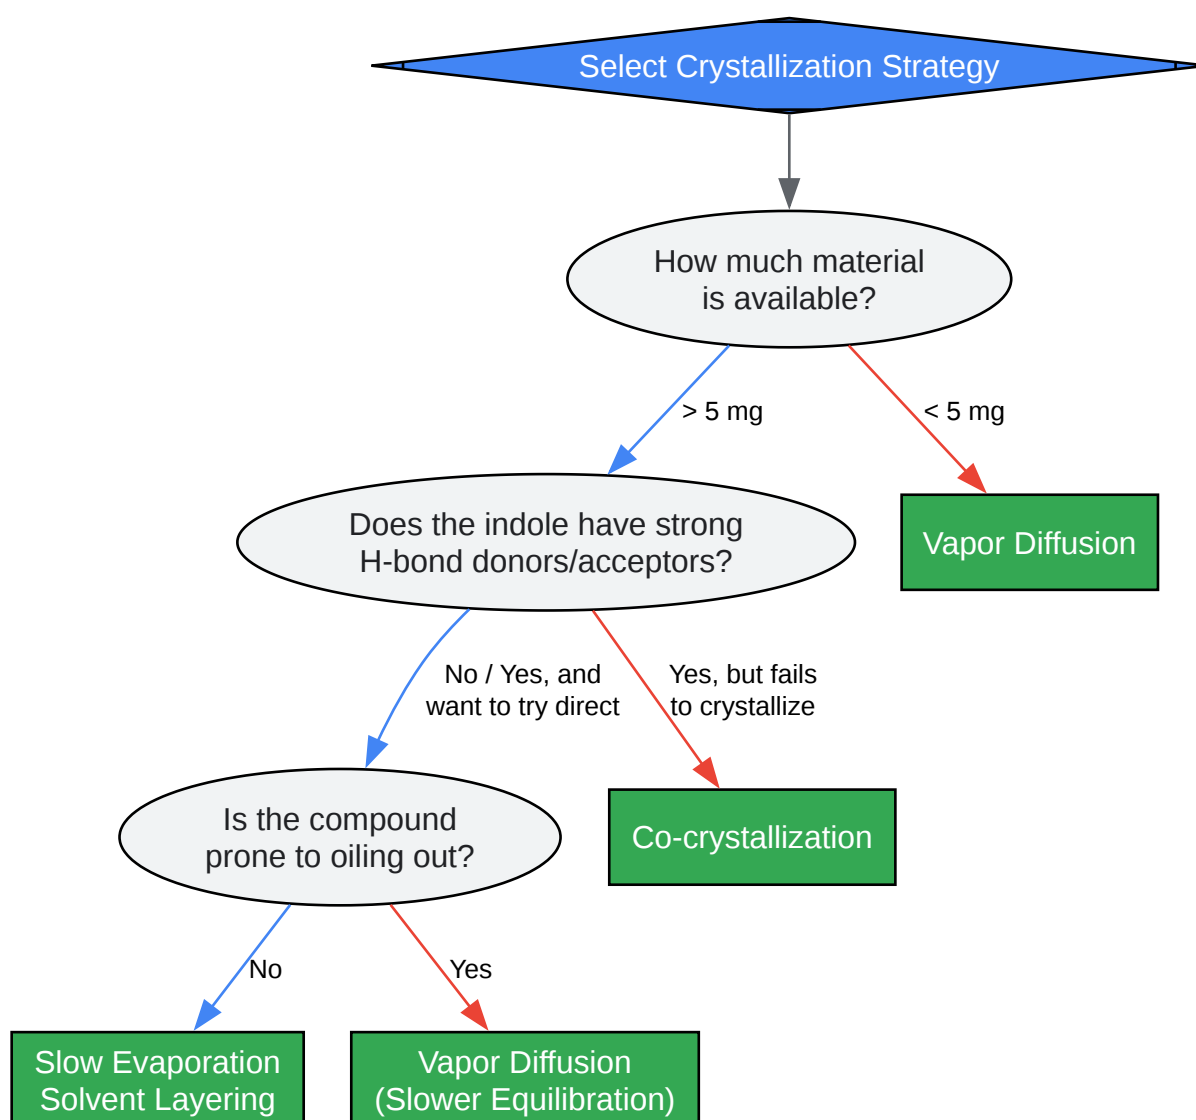 Select Crystallization Strategy
How much material
is available?
> 5 mg
< 5 mg
Does the indole have strong
H-bond donors/acceptors?
Vapor Diffusion
No / Yes, and
want to try direct
Yes, but fails
to crystallize
Is the compound
prone to oiling out?
Co-crystallization
No
Yes
Slow Evaporation
Solvent Layering
Vapor Diffusion
(Slower Equilibration)